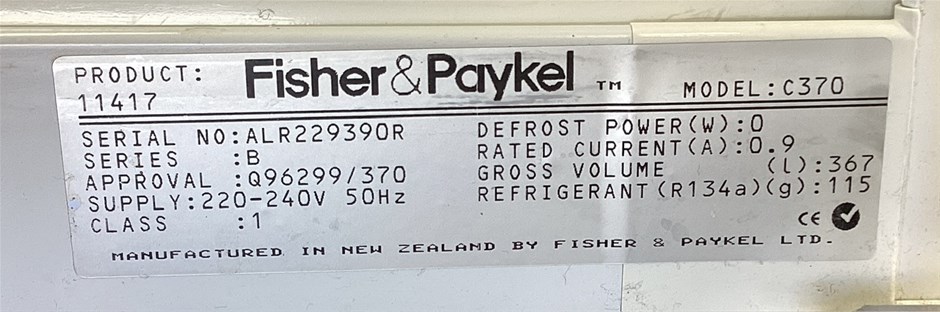 PRODUCT: Fisher&Paykel ™ MODEL:C370
11417
SERIAL NO:ALR229390R DEFROST POWER(W):0
SERIES :B RATED CURRENT(A):0.9
APPROVAL :Q96299/370 GROSS VOLUME (l):367
SUPPLY:220-240V 50Hz REFRIGERANT(R134a)(g):115
CLASS :1 CE
MANUFACTURED IN NEW ZEALAND BY FISHER & PAYKEL LTD.